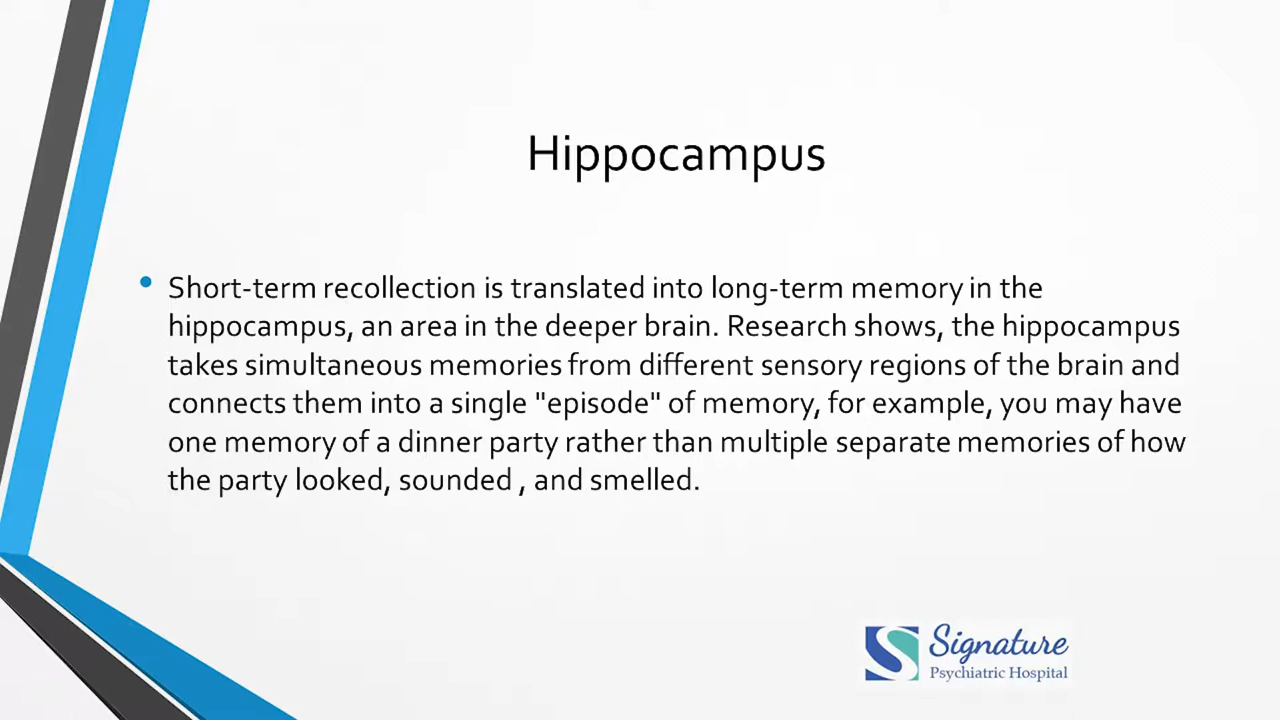 Hippocampus
• Short-term recollection is translated into long-term memory in the
hippocampus, an area in the deeper brain. Research shows, the hippocampus
takes simultaneous memories from different sensory regions of the brain and
connects them into a single "episode" of memory, for example, you may have
one memory of a dinner party rather than multiple separate memories of how
the party looked, sounded , and smelled.
Signature
Psychiatric Hospital